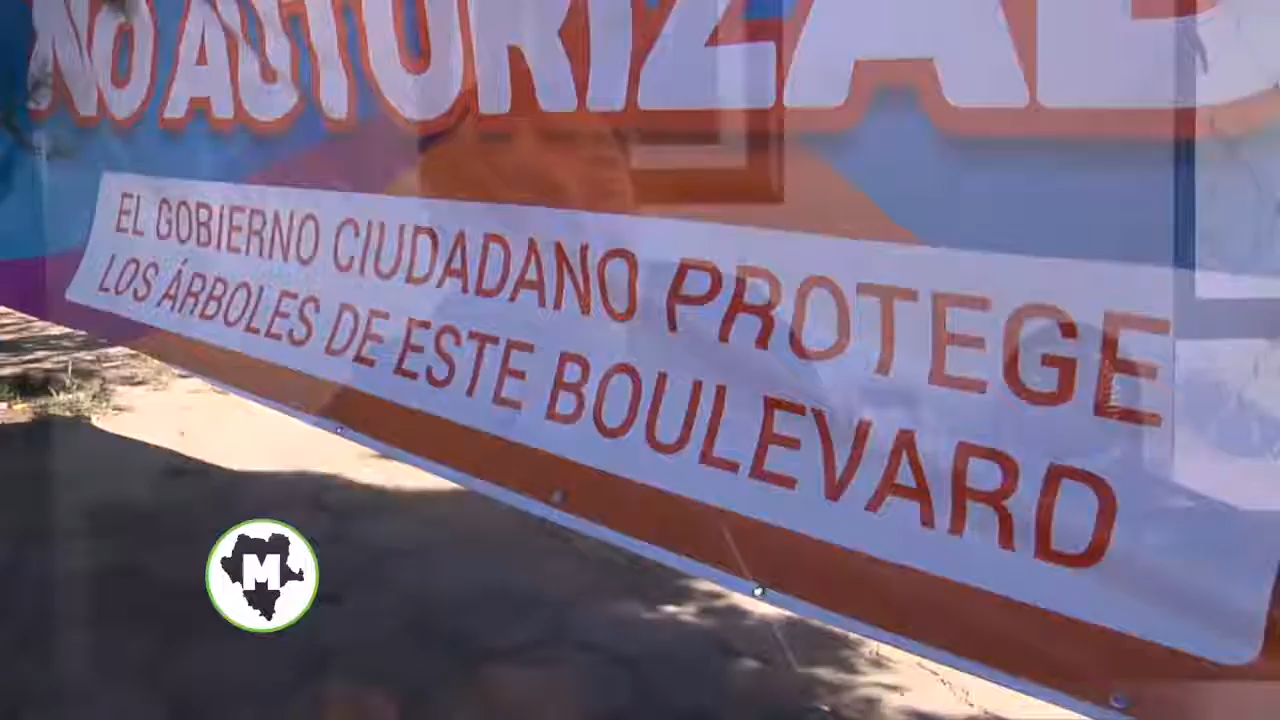 NO AUTORIZAD
EL GOBIERNO CIUDADANO PROTEGE
LOS ÁRBOLES DE ESTE BOULEVARD
M